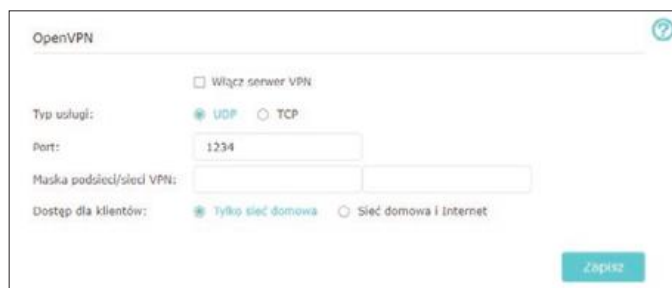 OpenVPN
Włącz serwer VPN
Typ usługi: UDP TCP
Port: 1234
Maska podsieci/sieci VPN:
Dostęp dla klientów: Tylko sieć domowa Sieć domowa i Internet
Zapisz